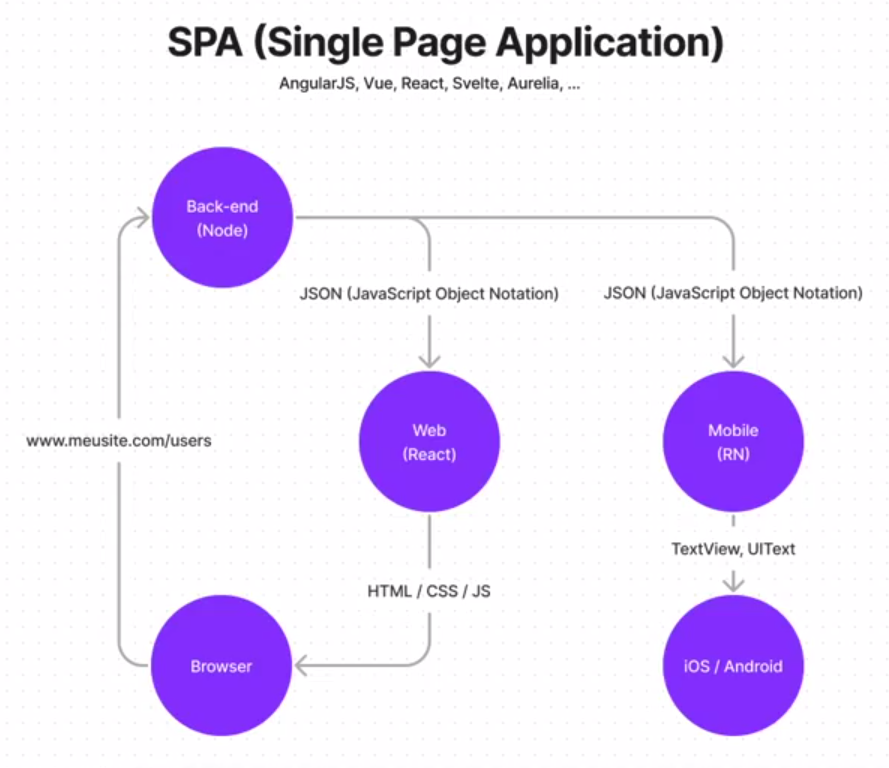 SPA (Single Page Application)
AngularJS, Vue, React, Svelte, Aurelia, ...
Back-end
(Node)
JSON (JavaScript Object Notation)
JSON (JavaScript Object Notation)
www.meusite.com/users
Web
(React)
Mobile
(RN)
TextView, UIText
HTML / CSS / JS
Browser
iOS / Android